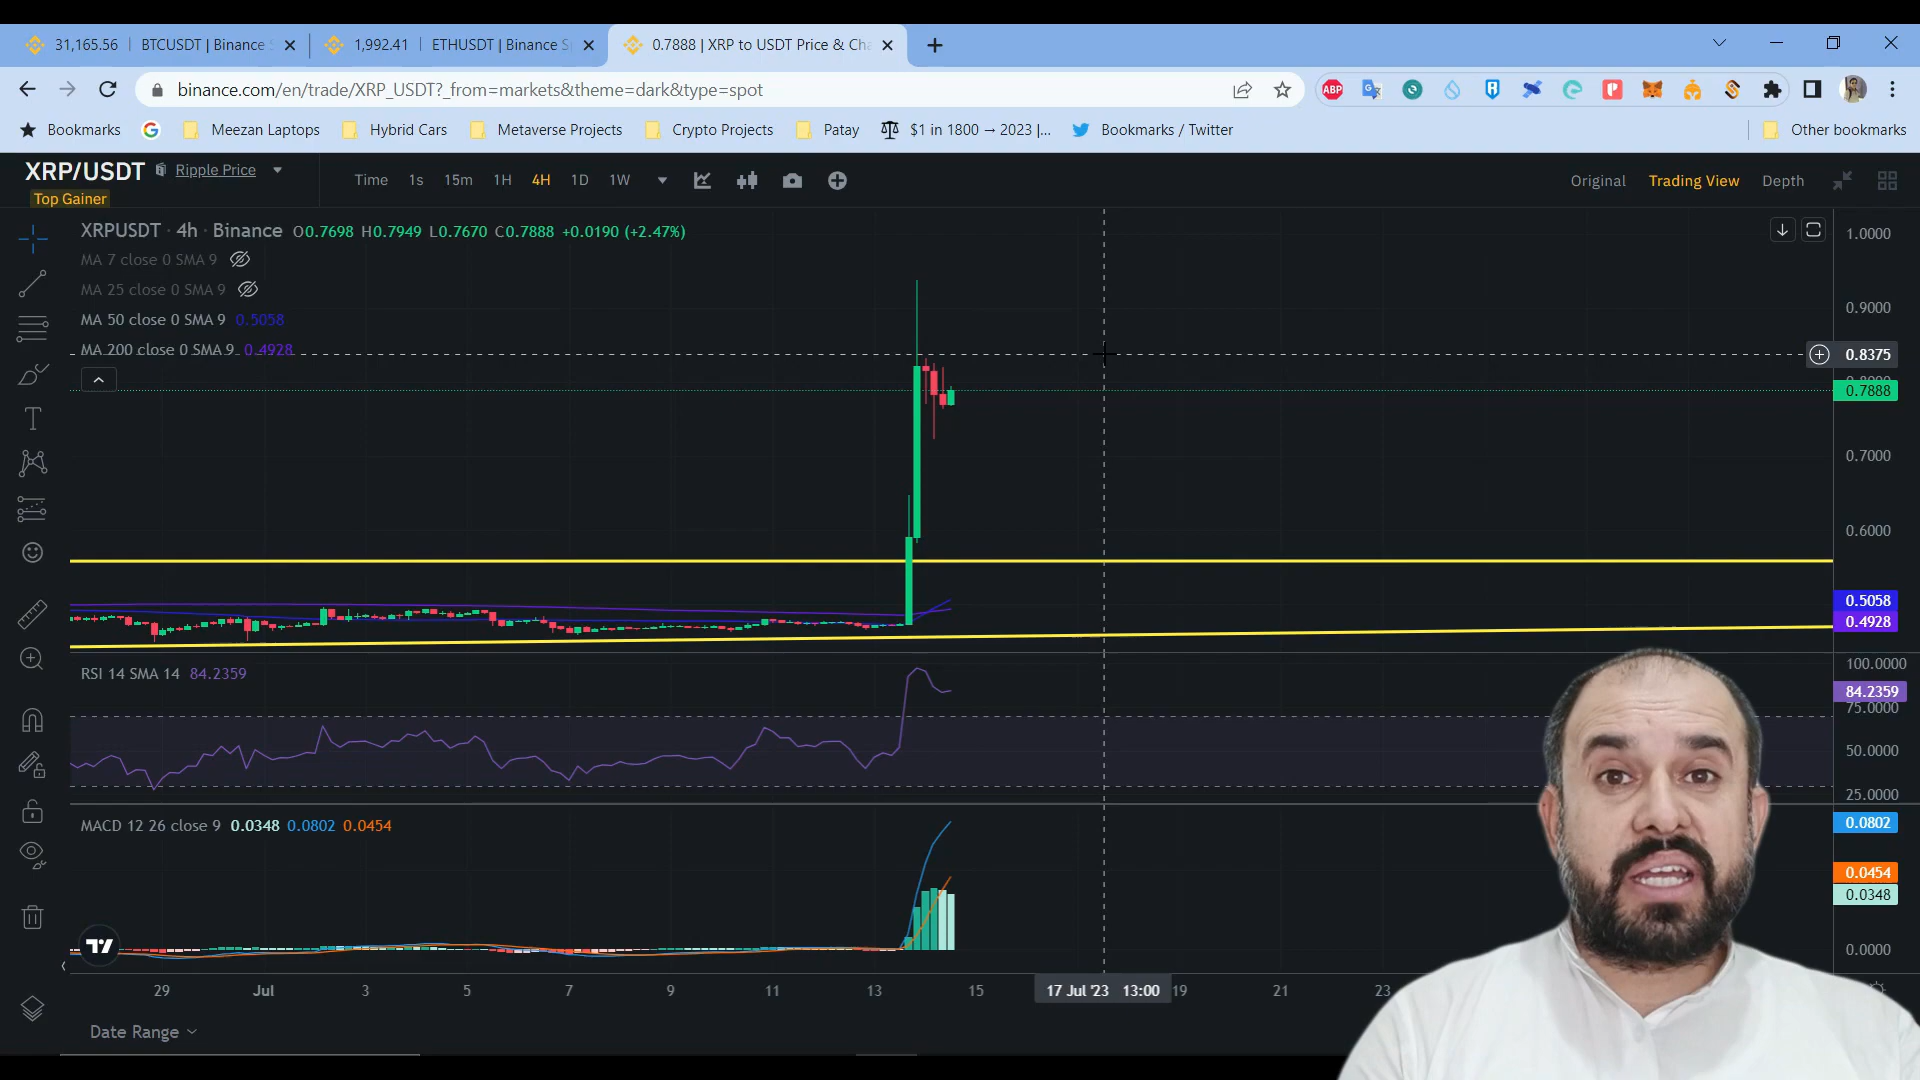 31,165.56 | BTCUSDT | Binance S
1,992.41 | ETHUSDT | Binance Sp
0.7888 | XRP to USDT Price & Cha
binance.com/en/trade/XRP_USDT?_from=markets&theme=dark&type=spot
ABP
Bookmarks
Meezan Laptops
Hybrid Cars
Metaverse Projects
Crypto Projects
Patay
$1 in 1800 → 2023 |...
Bookmarks / Twitter
Other bookmarks
XRP/USDT Ripple Price
Top Gainer
Time 1s 15m 1H 4H 1D 1W
Original Trading View Depth
XRPUSDT · 4h · Binance O0.7698 H0.7949 L0.7670 C0.7888 +0.0190 (+2.47%)
MA 7 close 0 SMA 9
MA 25 close 0 SMA 9
MA 50 close 0 SMA 9 0.5058
MA 200 close 0 SMA 9 0.4928
1.0000
0.9000
0.8375
0.8000
0.7888
0.7000
0.6000
0.5058
0.4928
RSI 14 SMA 14 84.2359
100.0000
84.2359
75.0000
50.0000
25.0000
MACD 12 26 close 9 0.0348 0.0802 0.0454
0.0802
0.0454
0.0348
0.0000
29 Jul 3 5 7 9 11 13 15 17 Jul '23 13:00 19 21 23
Date Range